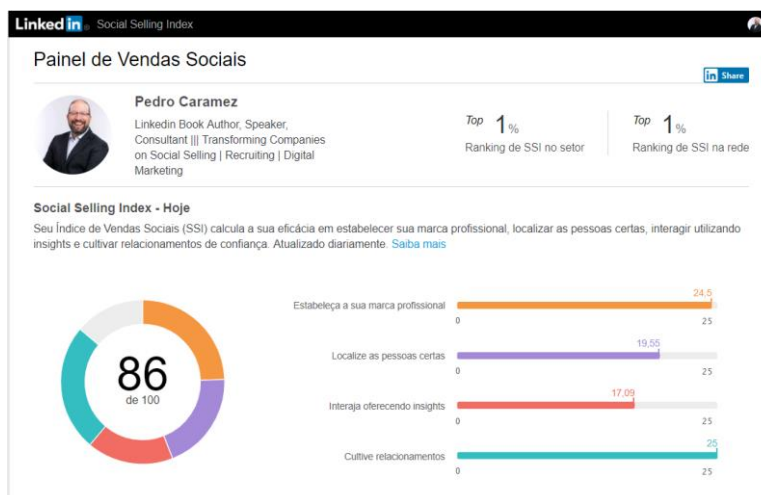 Linked in Social Selling Index
Painel de Vendas Sociais
in Share
Pedro Caramez
Linkedin Book Author, Speaker,
Consultant ||| Transforming Companies
on Social Selling | Recruiting | Digital
Marketing
Top 1%
Ranking de SSI no setor
Top 1%
Ranking de SSI na rede
Social Selling Index - Hoje
Seu Índice de Vendas Sociais (SSI) calcula a sua eficácia em estabelecer sua marca profissional, localizar as pessoas certas, interagir utilizando
insights e cultivar relacionamentos de confiança. Atualizado diariamente. Saiba mais
86
de 100
24,5
Estabeleça a sua marca profissional
0 25
19,55
Localize as pessoas certas
0 25
17,09
Interaja oferecendo insights
0 25
25
Cultive relacionamentos
0 25